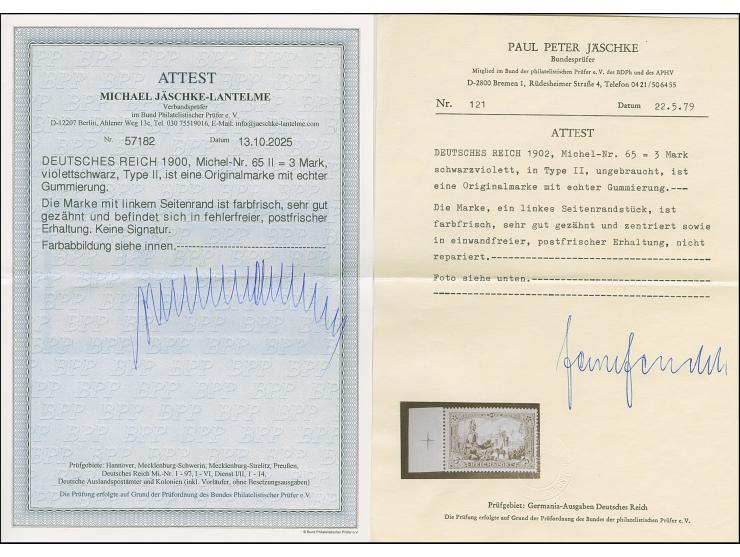 ATTEST
MICHAEL JÄSCHKE-LANTELME
Verbandsprüfer
im Bund Philatelistischer Prüfer e. V.
D-12207 Berlin, Ahlener Weg 13c, Tel. 030 75519016, E-Mail: info@jaeschke-lantelme.com
Nr. 57182 Datum 13.10.2025
DEUTSCHES REICH 1900, Michel-Nr. 65 II = 3 Mark,
violettschwarz, Type II, ist eine Originalmarke mit echter
Gummierung.
Die Marke mit linkem Seitenrand ist farbfrisch, sehr gut
gezähnt und befindet sich in fehlerfreier, postfrischer
Erhaltung. Keine Signatur.
Farbabbildung siehe innen.
Prüfgebiete: Hannover, Mecklenburg-Schwerin, Mecklenburg-Strelitz, Preußen,
Deutsches Reich Mi.-Nr. 1 - 97, I - VI, Dienst I/II, 1 - 14,
Deutsche Auslandspostämter und Kolonien (inkl. Vorläufer, ohne Besetzungsausgaben)
Die Prüfung erfolgte auf Grund der Prüfordnung des Bundes Philatelistischer Prüfer e.V.
© Bund Philatelistischer Prüfer e.V.
PAUL PETER JÄSCHKE
Bundesprüfer
Mitglied im Bund der philatelistischen Prüfer e. V. des BDPh und des APHV
D-2800 Bremen 1, Rüdesheimer Straße 4, Telefon 0421/506455
Nr. 121 Datum 22.5.79
ATTEST
DEUTSCHES REICH 1902, Michel-Nr. 65 = 3 Mark
schwarzviolett, in Type II, ungebraucht, ist
eine Originalmarke mit echter Gummierung.---
Die Marke, ein linkes Seitenrandstück, ist
farbfrisch, sehr gut gezähnt und zentriert sowie
in einwandfreier, postfrischer Erhaltung, nicht
repariert.
Foto siehe unten.
REICHSPOST
Prüfgebiet: Germania-Ausgaben Deutsches Reich
Die Prüfung erfolgte auf Grund der Prüfordnung des Bundes der philatelistischen Prüfer e. V.